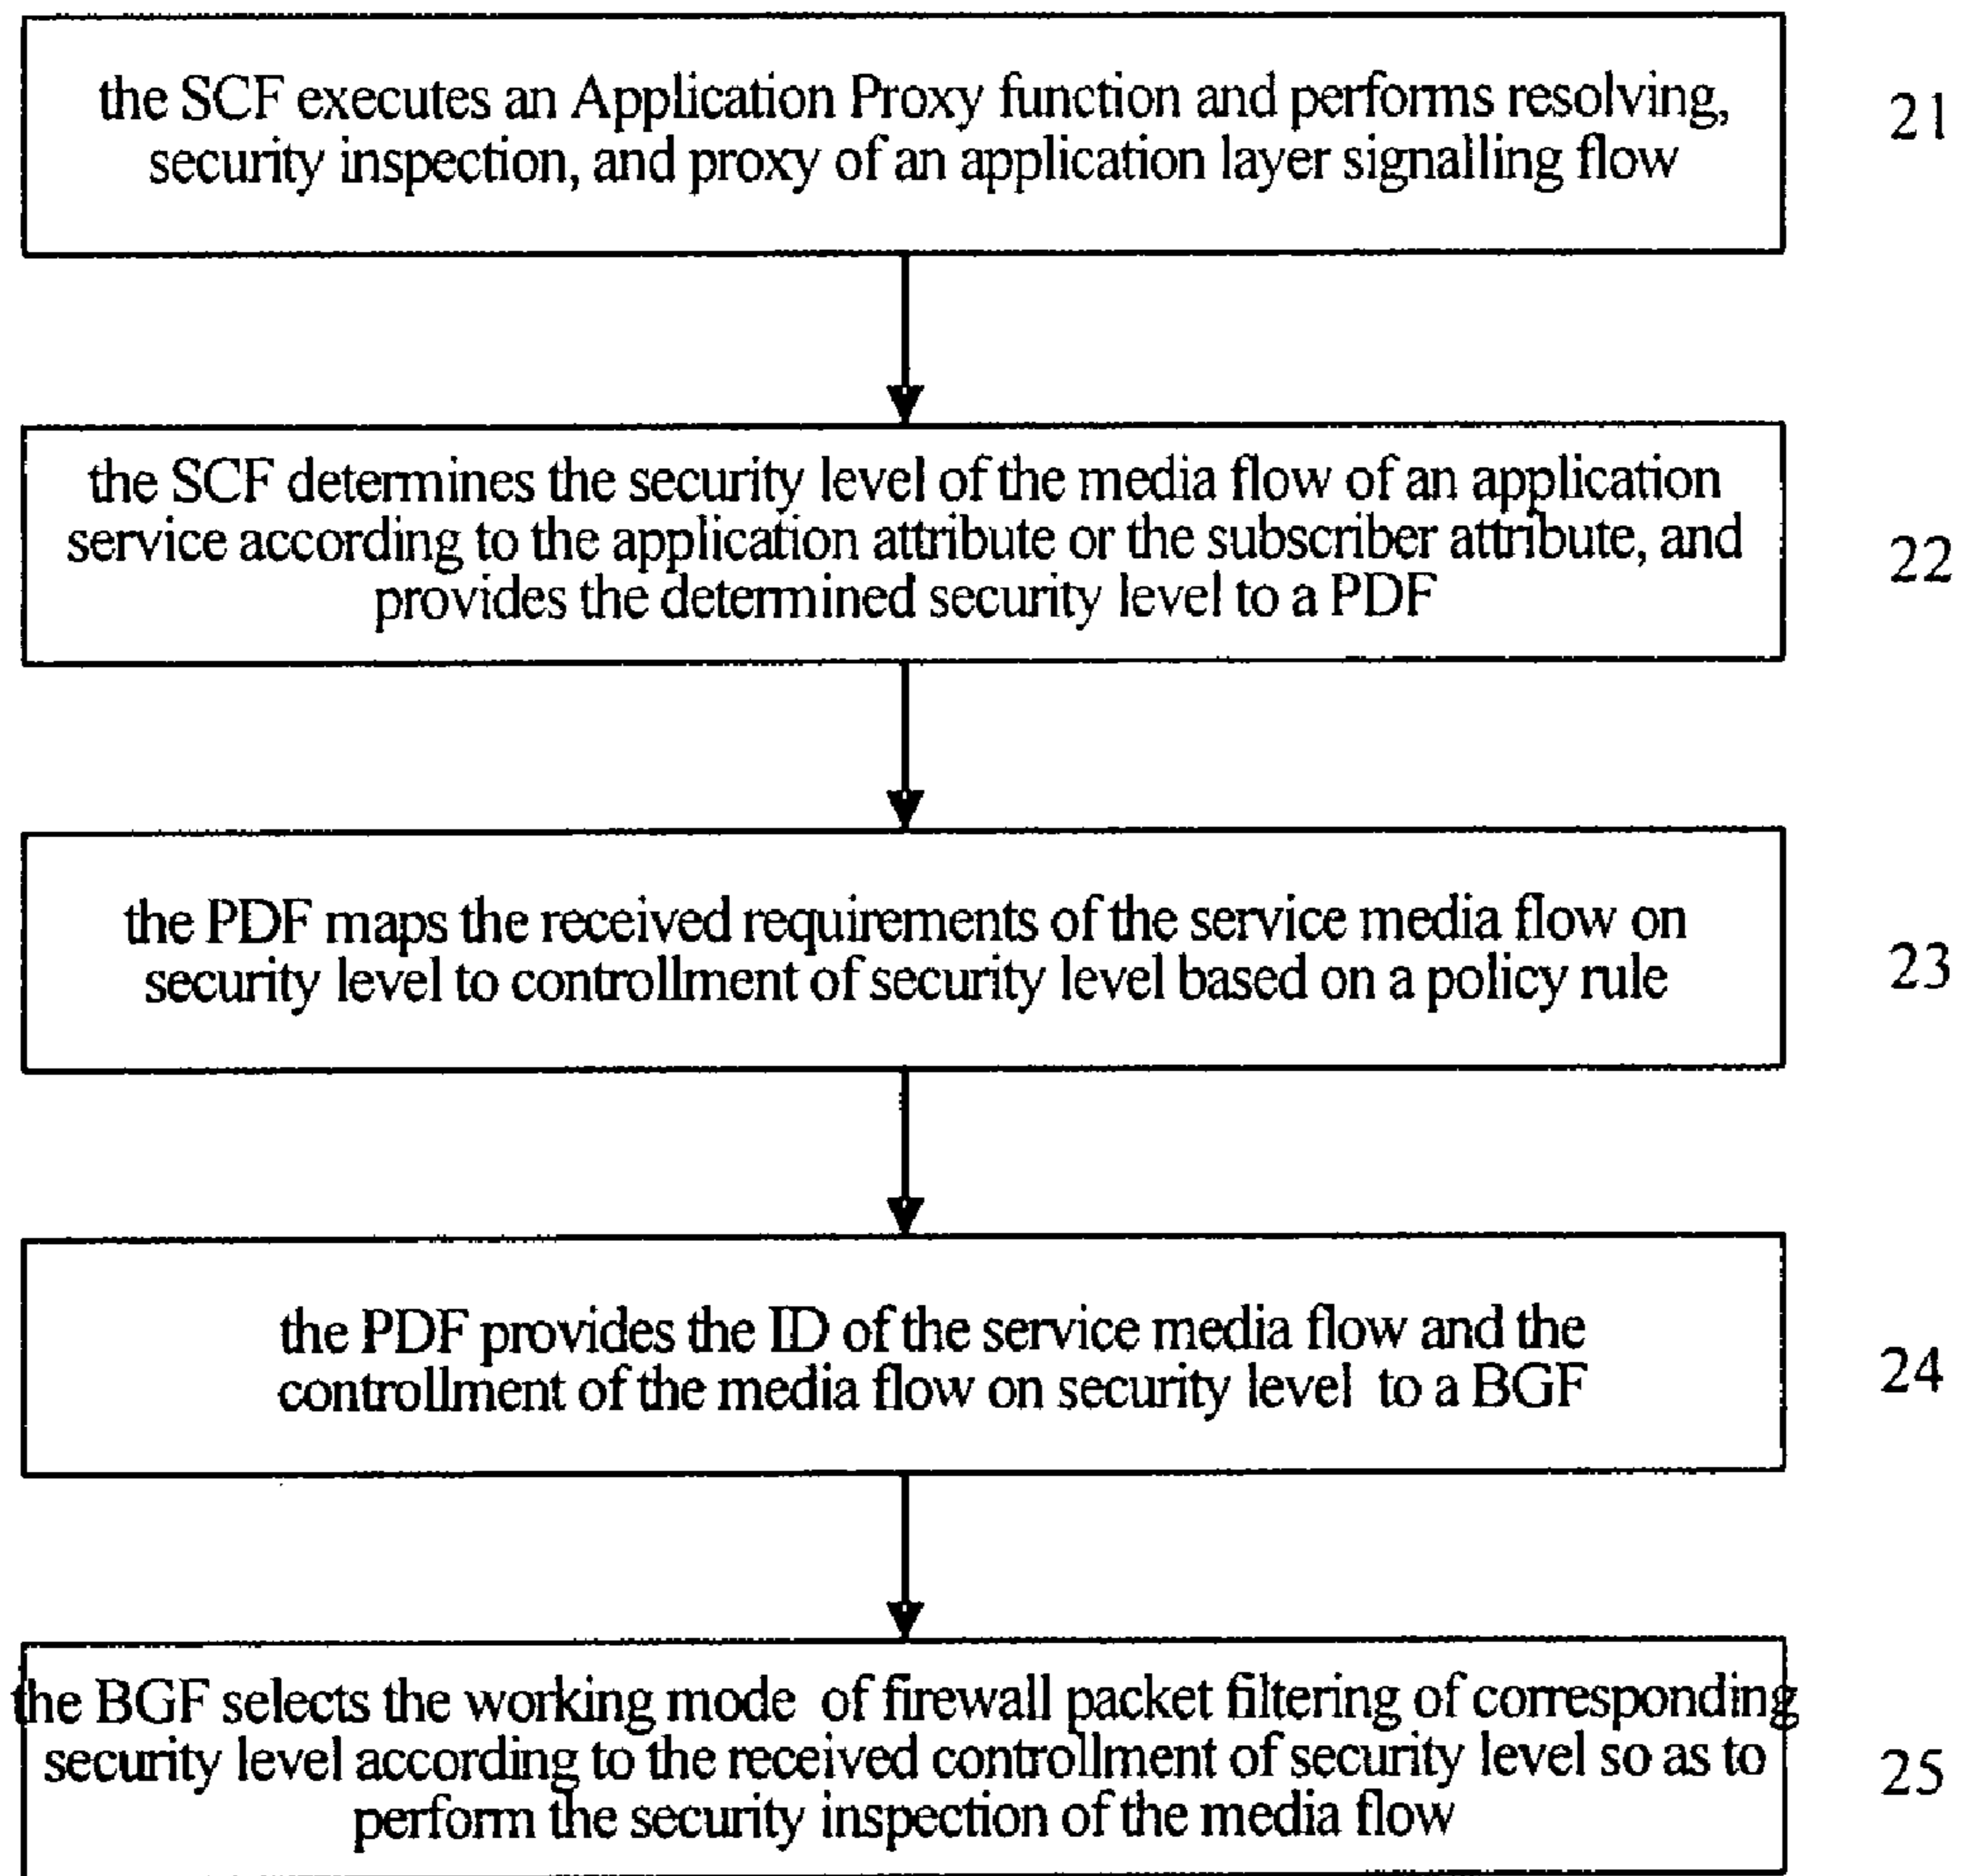 the SCF executes an Application Proxy function and performs resolving,
security inspection, and proxy of an application layer signalling flow
21
the SCF determines the security level of the media flow of an application
service according to the application attribute or the subscriber attribute, and
provides the determined security level to a PDF
22
the PDF maps the received requirements of the service media flow on
security level to controllment of security level based on a policy rule
23
the PDF provides the ID of the service media flow and the
controllment of the media flow on security level to a BGF
24
the BGF selects the working mode of firewall packet filtering of corresponding
security level according to the received controllment of security level so as to
perform the security inspection of the media flow
25